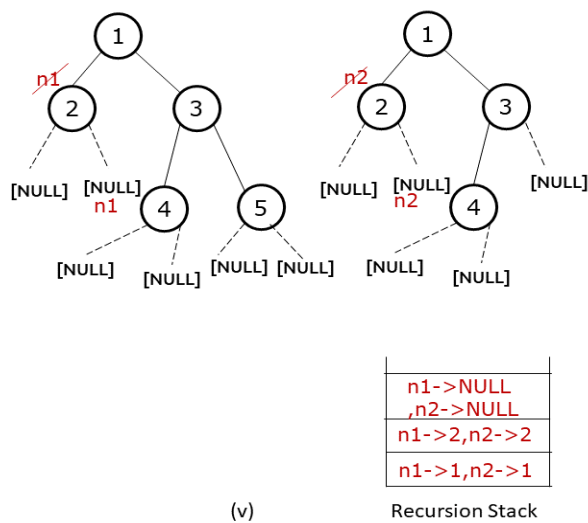 1
1
n1
n2
2
3
2
3
[NULL]
[NULL]
[NULL]
[NULL]
[NULL]
n1
4
5
n2
4
[NULL]
[NULL]
[NULL]
[NULL]
[NULL]
[NULL]
n1->NULL
,n2->NULL
n1->2,n2->2
n1->1,n2->1
(v)
Recursion Stack